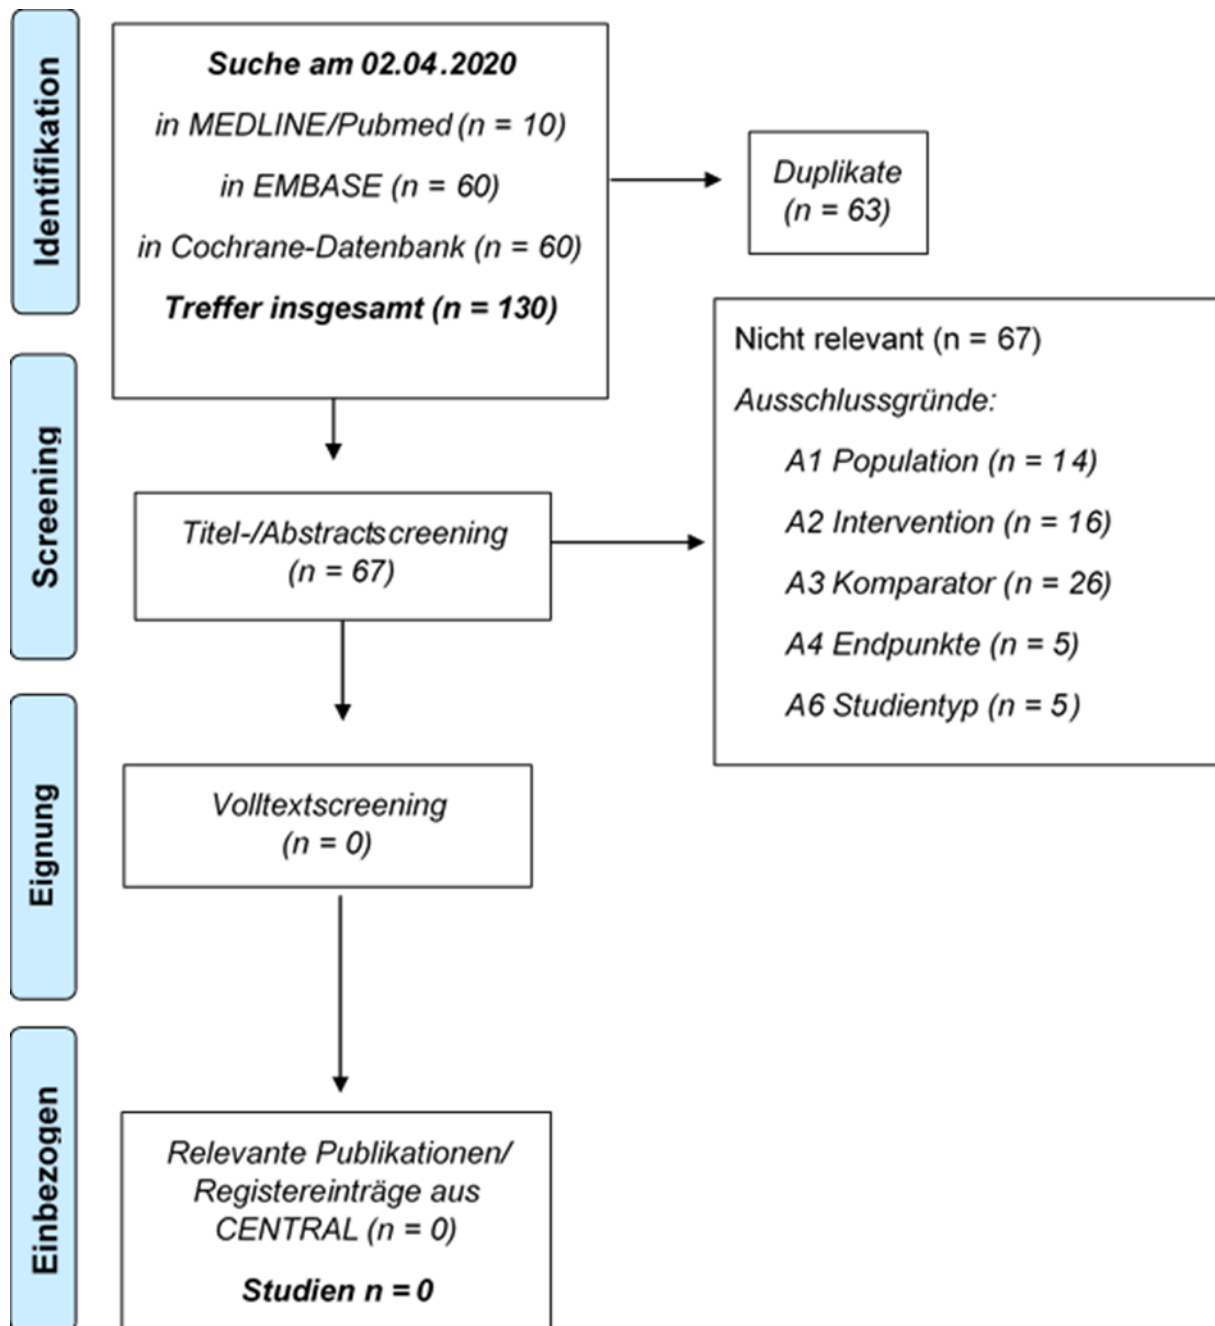 Identifikation
Suche am 02.04.2020
in MEDLINE/Pubmed (n = 10)
in EMBASE (n = 60)
in Cochrane-Datenbank (n = 60)
Treffer insgesamt (n = 130)
Duplikate
(n = 63)
Screening
Titel-/Abstractscreening
(n = 67)
Nicht relevant (n = 67)
Ausschlussgründe:
A1 Population (n = 14)
A2 Intervention (n = 16)
A3 Komparator (n = 26)
A4 Endpunkte (n = 5)
A6 Studientyp (n = 5)
Eignung
Volltextscreening
(n = 0)
Einbezogen
Relevante Publikationen/
Registereinträge aus
CENTRAL (n = 0)
Studien n = 0